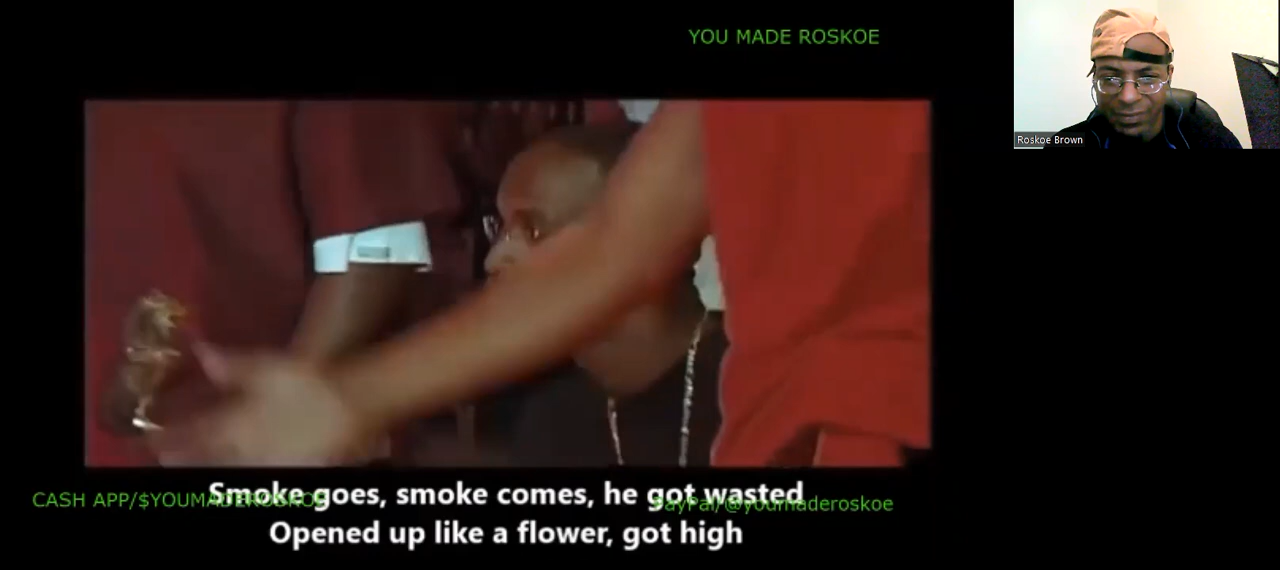 YOU MADE ROSKOE
Roskoe Brown
Smoke goes, smoke comes, he got wasted
CASH APP/$YOUMADEROSKOE
PayPal/@youmaderoskoe
Opened up like a flower, got high